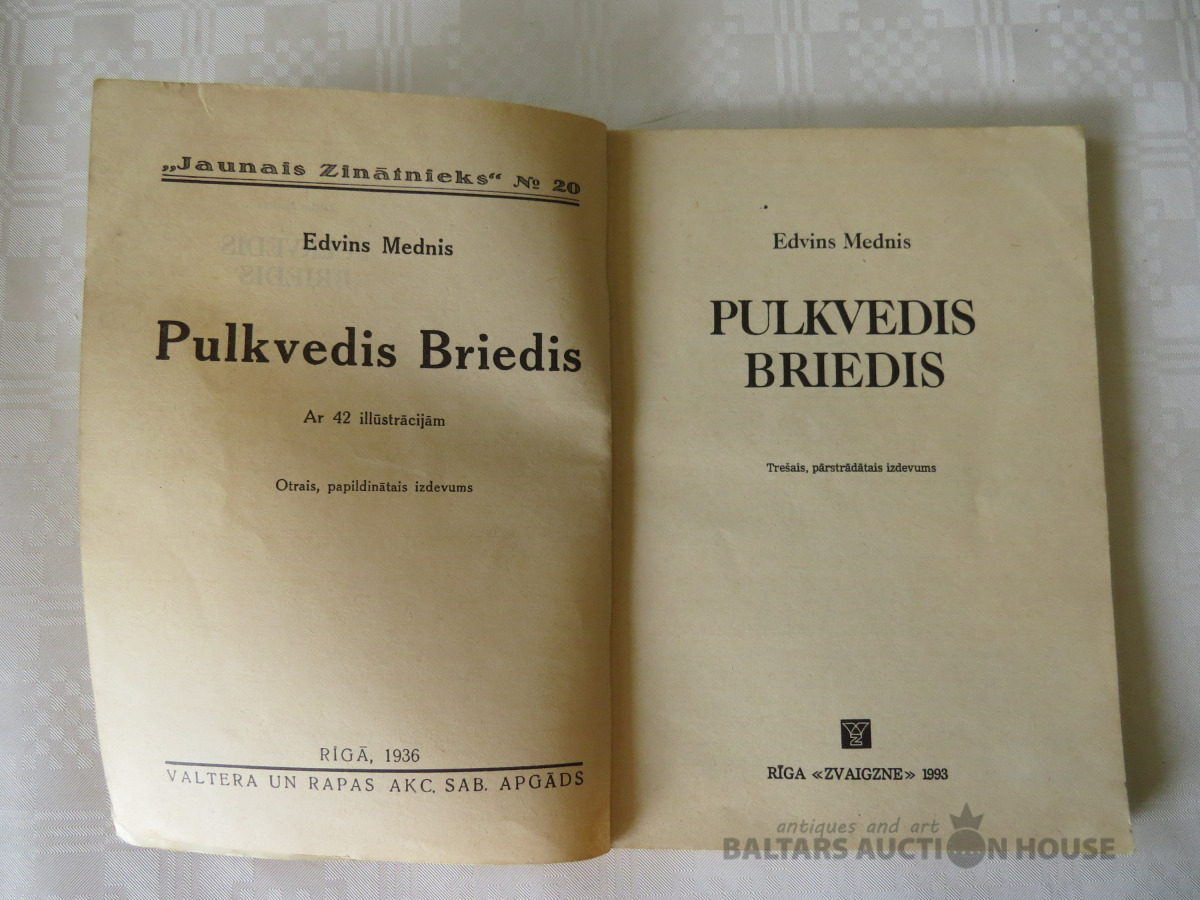 „Jaunais Zinātnieks“ № 20
Edvins Mednis
Pulkvedis Briedis
Ar 42 illūstrācijām
Otrais, papildinātais izdevums
RĪGĀ, 1936
VALTERA UN RAPAS AKC. SAB. APGĀDS
Edvins Mednis
PULKVEDIS
BRIEDIS
Trešais, pārstrādātais izdevums
RĪGA «ZVAIGZNE» 1993
antiques and art
BALTARS AUCTION HOUSE